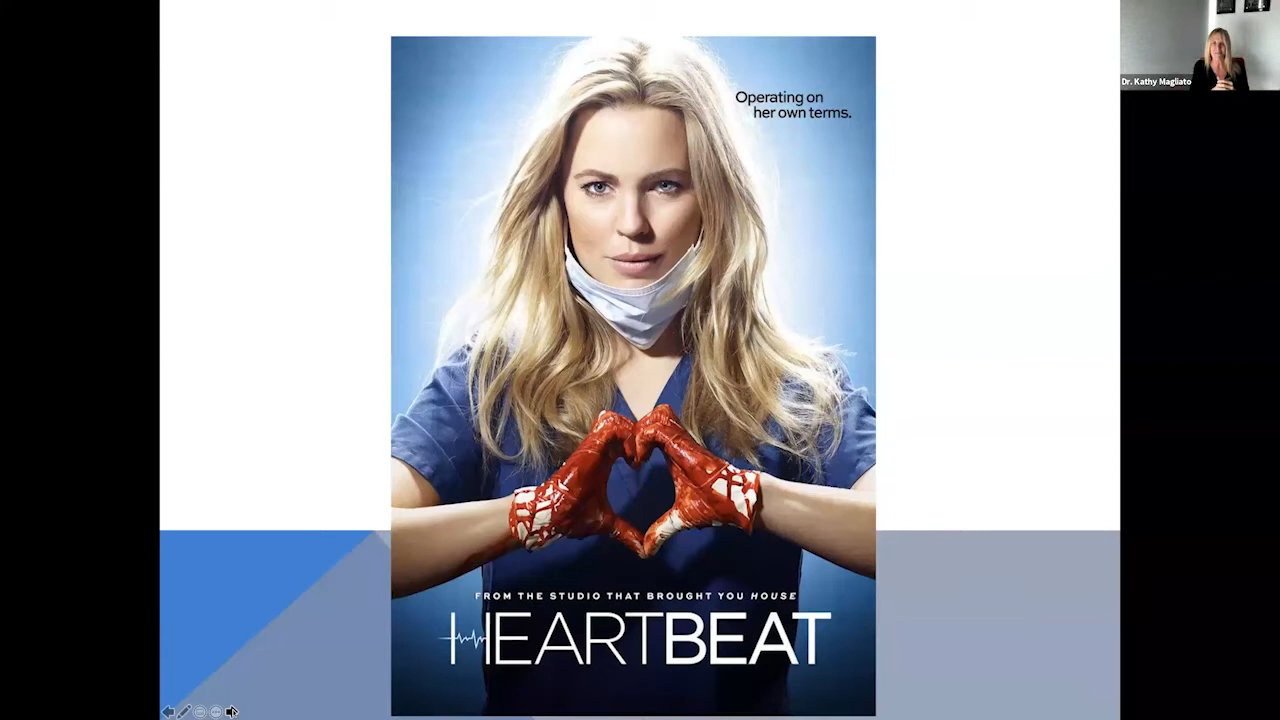 Operating on
her own terms.
Dr. Kathy Magliato
FROM THE STUDIO THAT BROUGHT YOU HOUSE
HEARTBEAT